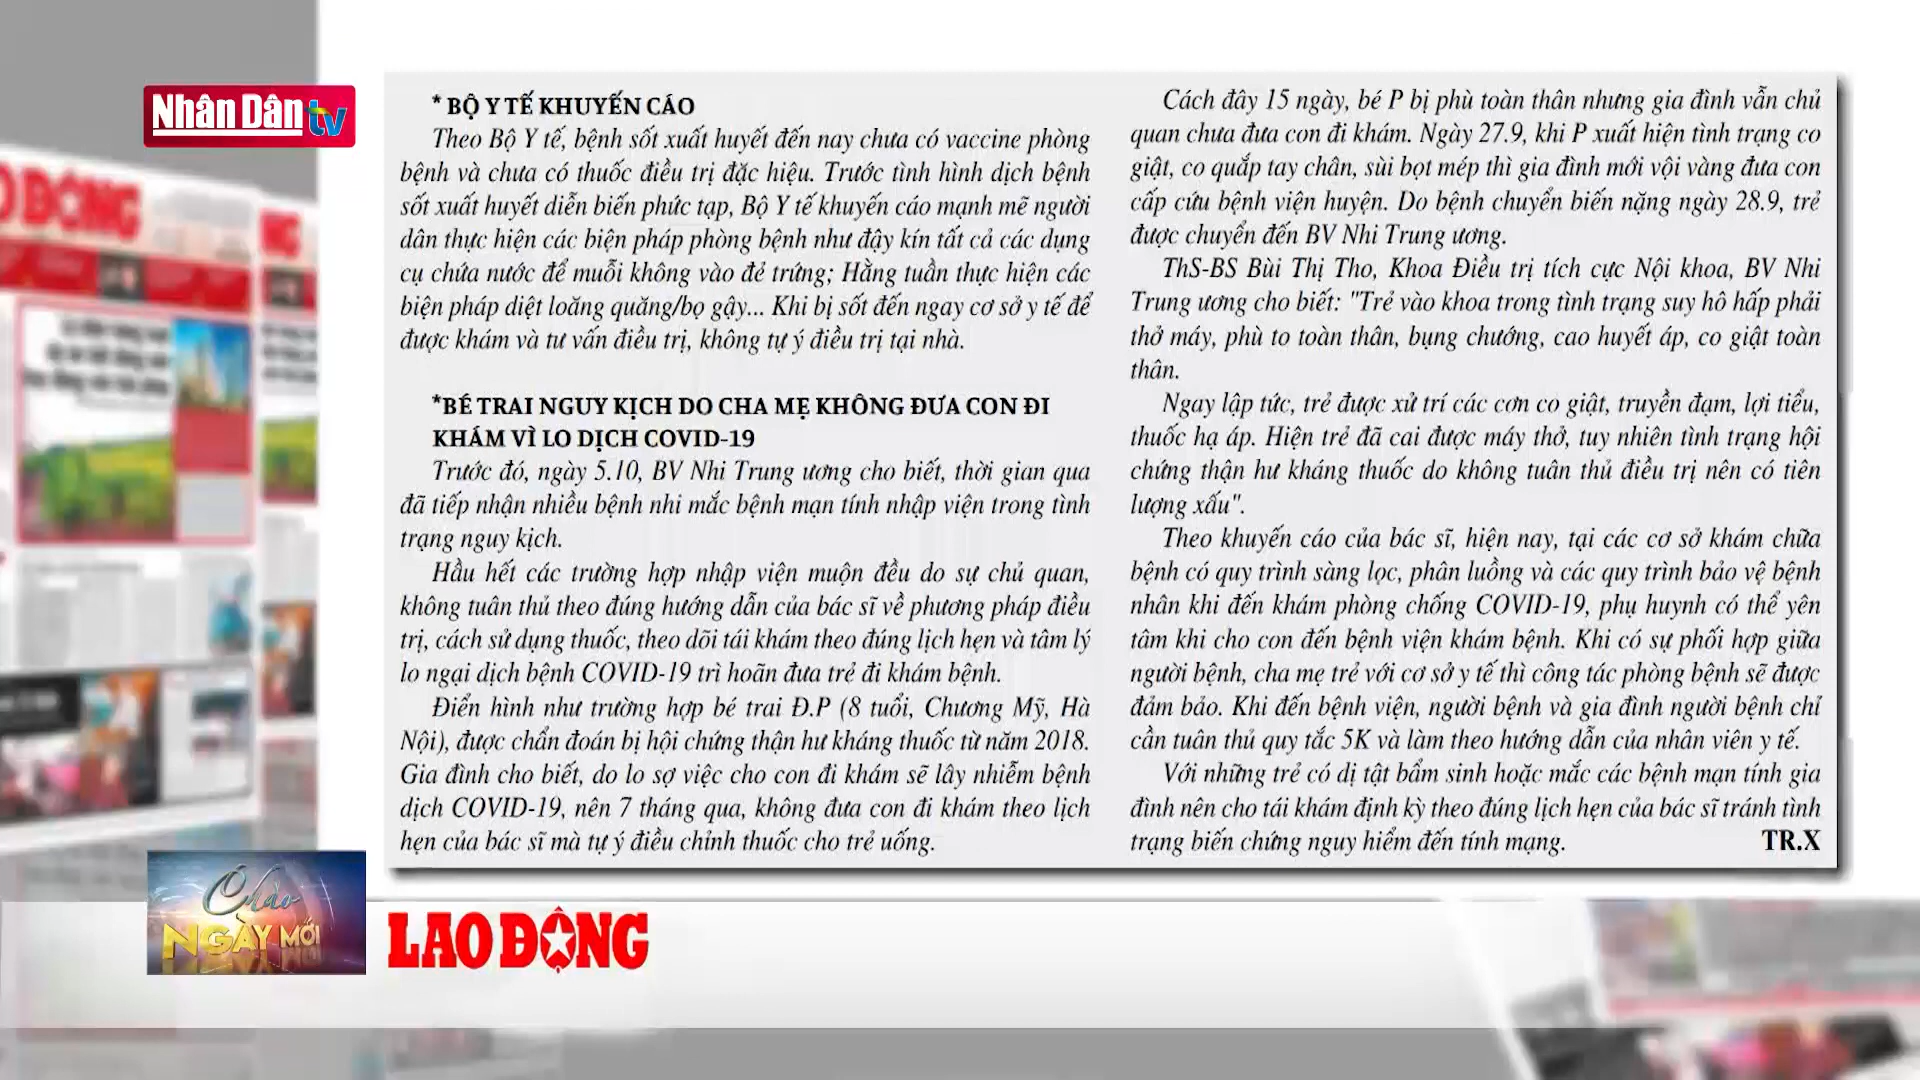 Nhân Dân tv
* BỘ Y TẾ KHUYẾN CÁO
Theo Bộ Y tế, bệnh sốt xuất huyết đến nay chưa có vaccine phòng
bệnh và chưa có thuốc điều trị đặc hiệu. Trước tình hình dịch bệnh
sốt xuất huyết diễn biến phức tạp, Bộ Y tế khuyến cáo mạnh mẽ người
dân thực hiện các biện pháp phòng bệnh như đậy kín tất cả các dụng
cụ chứa nước để muỗi không vào đẻ trứng; Hằng tuần thực hiện các
biện pháp diệt loăng quăng/bọ gậy... Khi bị sốt đến ngay cơ sở y tế để
được khám và tư vấn điều trị, không tự ý điều trị tại nhà.
*BÉ TRAI NGUY KỊCH DO CHA MẸ KHÔNG ĐƯA CON ĐI
KHÁM VÌ LO DỊCH COVID-19
Trước đó, ngày 5.10, BV Nhi Trung ương cho biết, thời gian qua
đã tiếp nhận nhiều bệnh nhi mắc bệnh mạn tính nhập viện trong tình
trạng nguy kịch.
Hầu hết các trường hợp nhập viện muộn đều do sự chủ quan,
không tuân thủ theo đúng hướng dẫn của bác sĩ về phương pháp điều
trị, cách sử dụng thuốc, theo dõi tái khám theo đúng lịch hẹn và tâm lý
lo ngại dịch bệnh COVID-19 trì hoãn đưa trẻ đi khám bệnh.
Điển hình như trường hợp bé trai Đ.P (8 tuổi, Chương Mỹ, Hà
Nội), được chẩn đoán bị hội chứng thận hư kháng thuốc từ năm 2018.
Gia đình cho biết, do lo sợ việc cho con đi khám sẽ lây nhiễm bệnh
dịch COVID-19, nên 7 tháng qua, không đưa con đi khám theo lịch
hẹn của bác sĩ mà tự ý điều chỉnh thuốc cho trẻ uống.
Cách đây 15 ngày, bé P bị phù toàn thân nhưng gia đình vẫn chủ
quan chưa đưa con đi khám. Ngày 27.9, khi P xuất hiện tình trạng co
giật, co quắp tay chân, sùi bọt mép thì gia đình mới vội vàng đưa con
cấp cứu bệnh viện huyện. Do bệnh chuyển biến nặng ngày 28.9, trẻ
được chuyển đến BV Nhi Trung ương.
ThS-BS Bùi Thị Tho, Khoa Điều trị tích cực Nội khoa, BV Nhi
Trung ương cho biết: "Trẻ vào khoa trong tình trạng suy hô hấp phải
thở máy, phù to toàn thân, bụng chướng, cao huyết áp, co giật toàn
thân.
Ngay lập tức, trẻ được xử trí các cơn co giật, truyền đạm, lợi tiểu,
thuốc hạ áp. Hiện trẻ đã cai được máy thở, tuy nhiên tình trạng hội
chứng thận hư kháng thuốc do không tuân thủ điều trị nên có tiên
lượng xấu".
Theo khuyến cáo của bác sĩ, hiện nay, tại các cơ sở khám chữa
bệnh có quy trình sàng lọc, phân luồng và các quy trình bảo vệ bệnh
nhân khi đến khám phòng chống COVID-19, phụ huynh có thể yên
tâm khi cho con đến bệnh viện khám bệnh. Khi có sự phối hợp giữa
người bệnh, cha mẹ trẻ với cơ sở y tế thì công tác phòng bệnh sẽ được
đảm bảo. Khi đến bệnh viện, người bệnh và gia đình người bệnh chỉ
cần tuân thủ quy tắc 5K và làm theo hướng dẫn của nhân viên y tế.
Với những trẻ có dị tật bẩm sinh hoặc mắc các bệnh mạn tính gia
đình nên cho tái khám định kỳ theo đúng lịch hẹn của bác sĩ tránh tình
trạng biến chứng nguy hiểm đến tính mạng. TR.X
Chào
NGÀY MỚI
LAO ĐỘNG